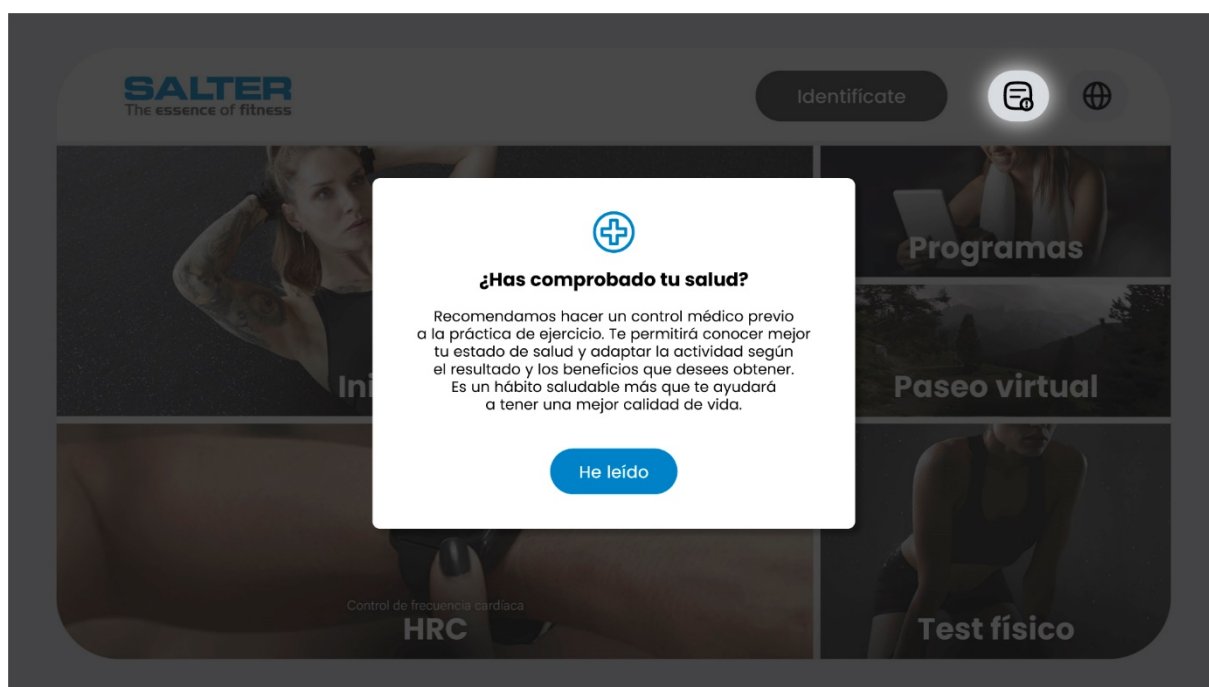 SALTER
The essence of fitness
Identifícate
Programas
¿Has comprobado tu salud?
Recomendamos hacer un control médico previo
a la práctica de ejercicio. Te permitirá conocer mejor
tu estado de salud y adaptar la actividad según
el resultado y los beneficios que desees obtener.
Es un hábito saludable más que te ayudará
a tener una mejor calidad de vida.
He leído
Paseo virtual
Control de frecuencia cardíaca
HRC
Test físico